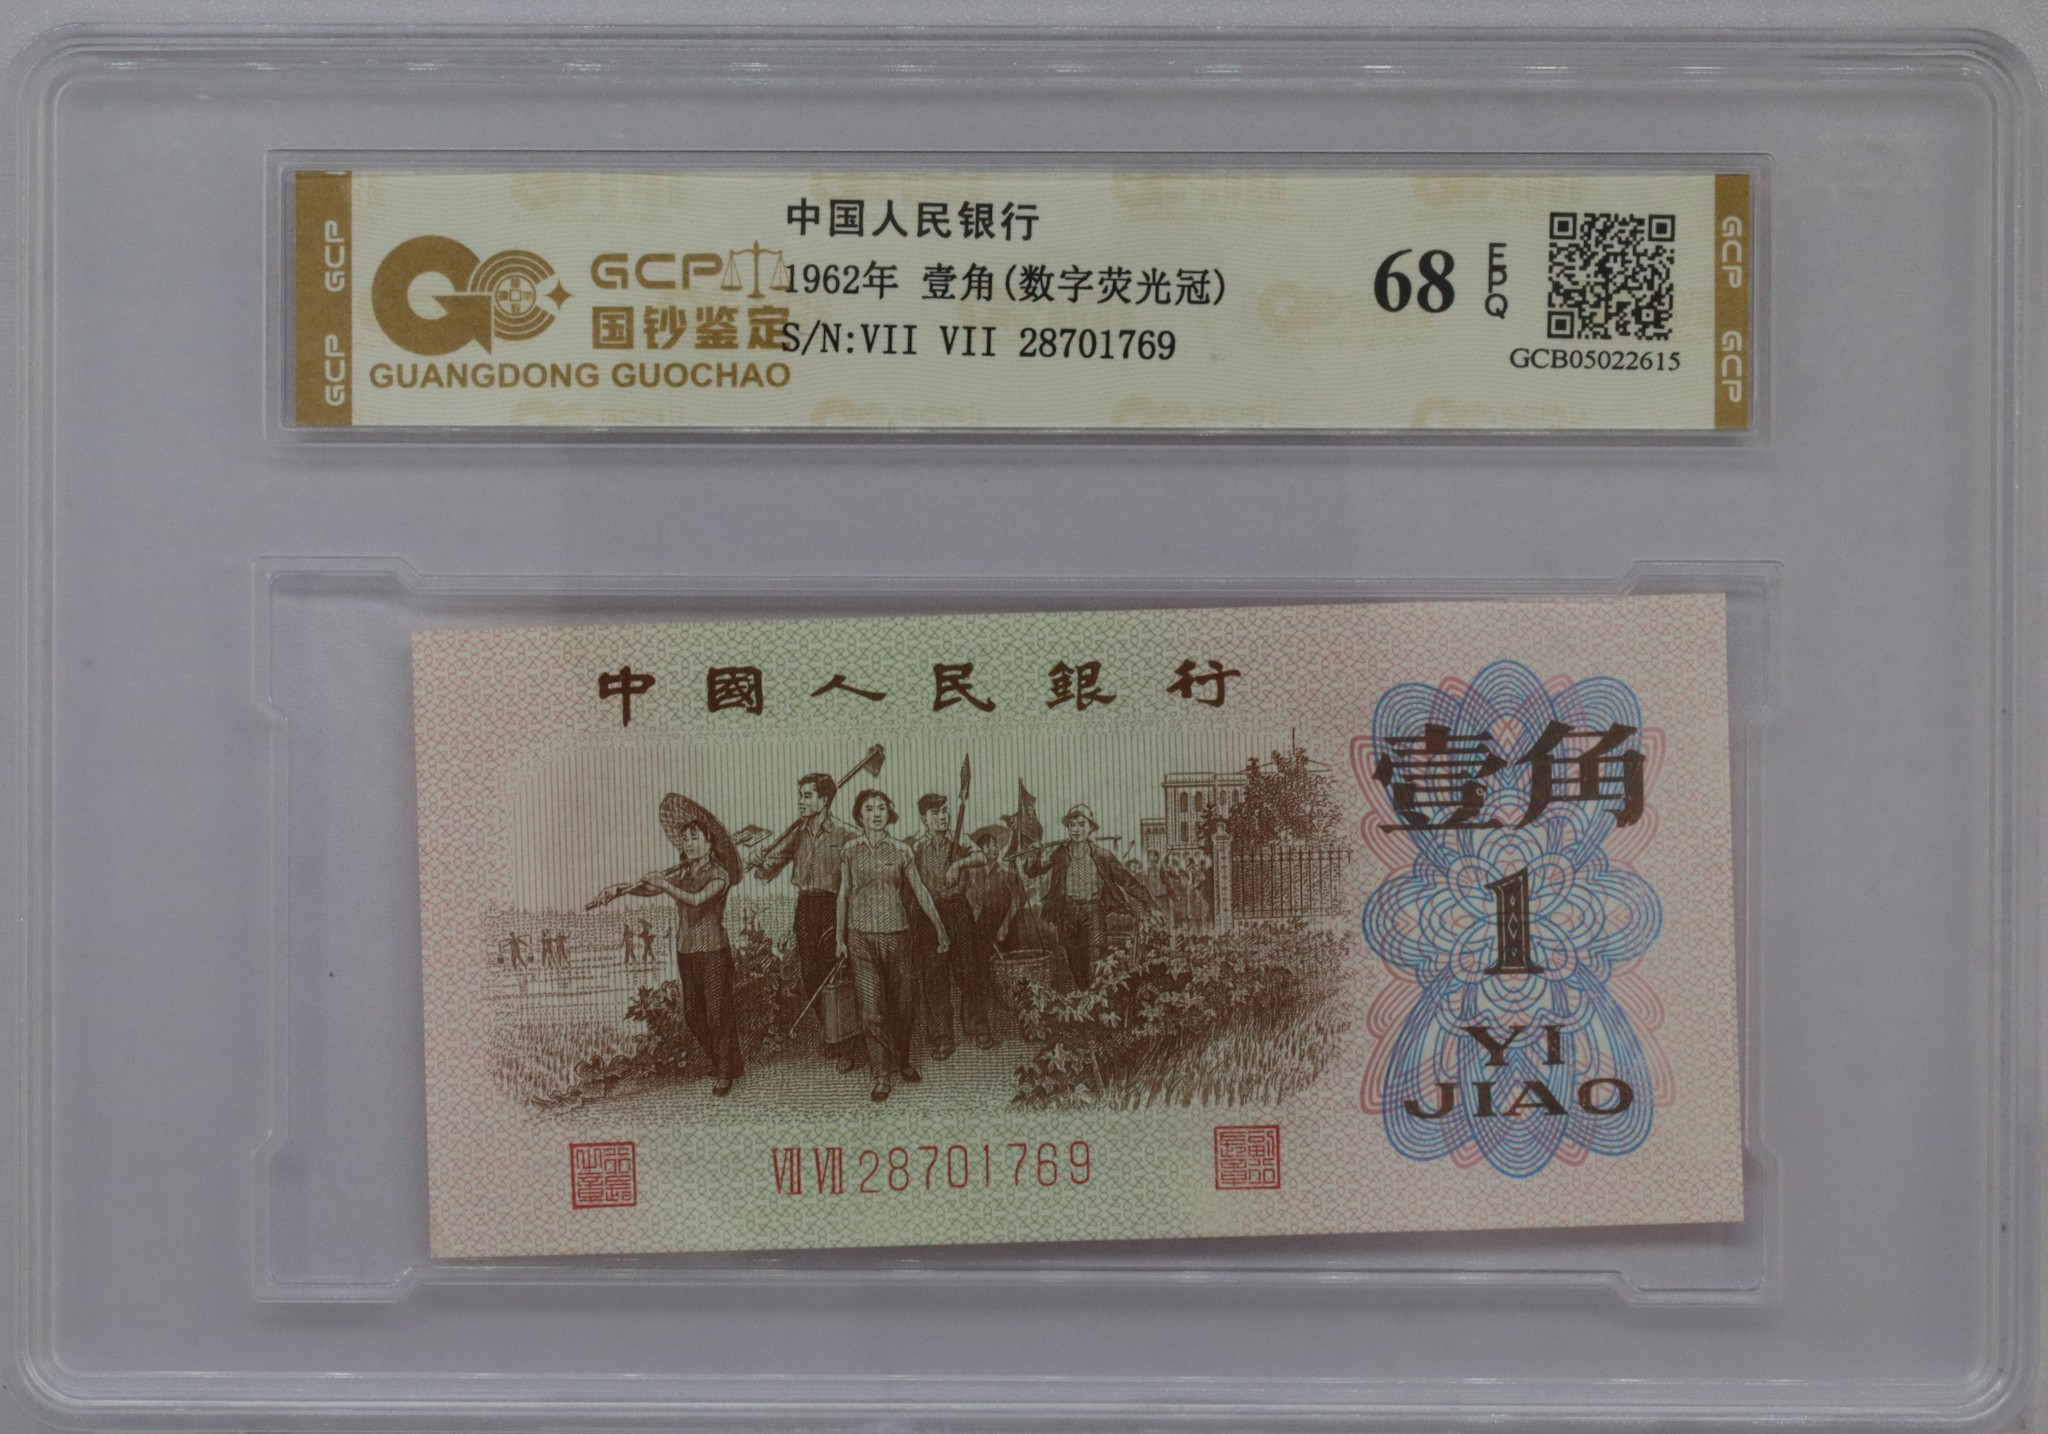 GCP
GCP
GCP
国钞鉴定
GUANGDONG GUOCHAO
中国人民银行
1962年 壹角(数字荧光冠)
S/N:VII VII 28701769
68
EPQ
GCB05022615
GCP
GCP
中國人民銀行
壹角
1
YI
JIAO
VII VII 28701769